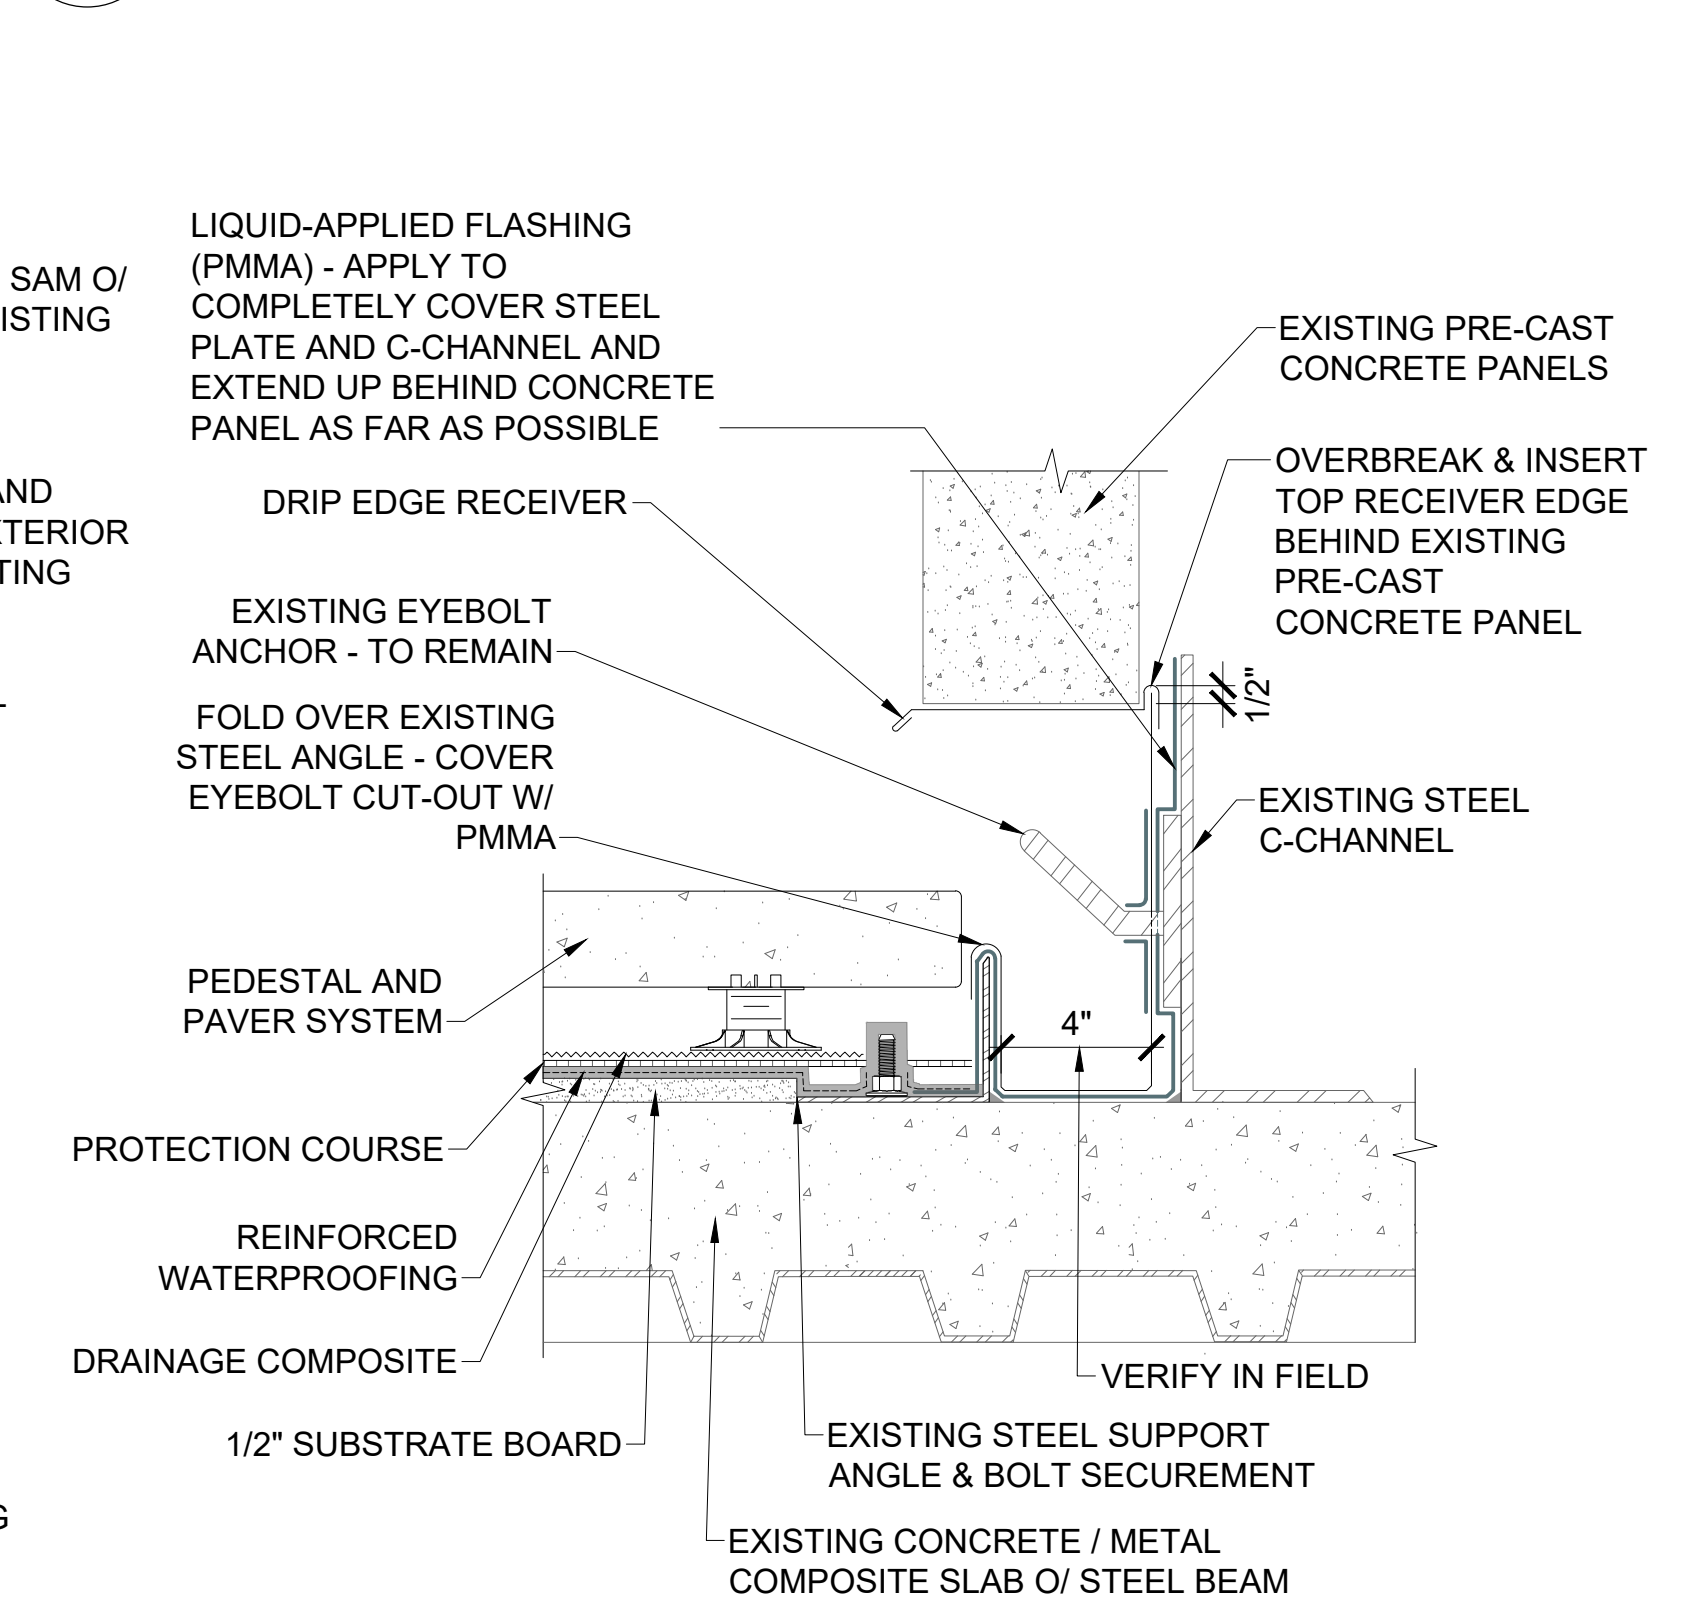 SAM O/
ISTING
AND
XTERIOR
TING
LIQUID-APPLIED FLASHING
(PMMA) - APPLY TO
COMPLETELY COVER STEEL
PLATE AND C-CHANNEL AND
EXTEND UP BEHIND CONCRETE
PANEL AS FAR AS POSSIBLE
DRIP EDGE RECEIVER
EXISTING EYEBOLT
ANCHOR - TO REMAIN
FOLD OVER EXISTING
STEEL ANGLE - COVER
EYEBOLT CUT-OUT W/
PMMA
PEDESTAL AND
PAVER SYSTEM
PROTECTION COURSE
REINFORCED
WATERPROOFING
DRAINAGE COMPOSITE
1/2" SUBSTRATE BOARD
G
EXISTING PRE-CAST
CONCRETE PANELS
OVERBREAK & INSERT
TOP RECEIVER EDGE
BEHIND EXISTING
PRE-CAST
CONCRETE PANEL
1/2"
EXISTING STEEL
C-CHANNEL
4"
VERIFY IN FIELD
EXISTING STEEL SUPPORT
ANGLE & BOLT SECUREMENT
EXISTING CONCRETE / METAL
COMPOSITE SLAB O/ STEEL BEAM